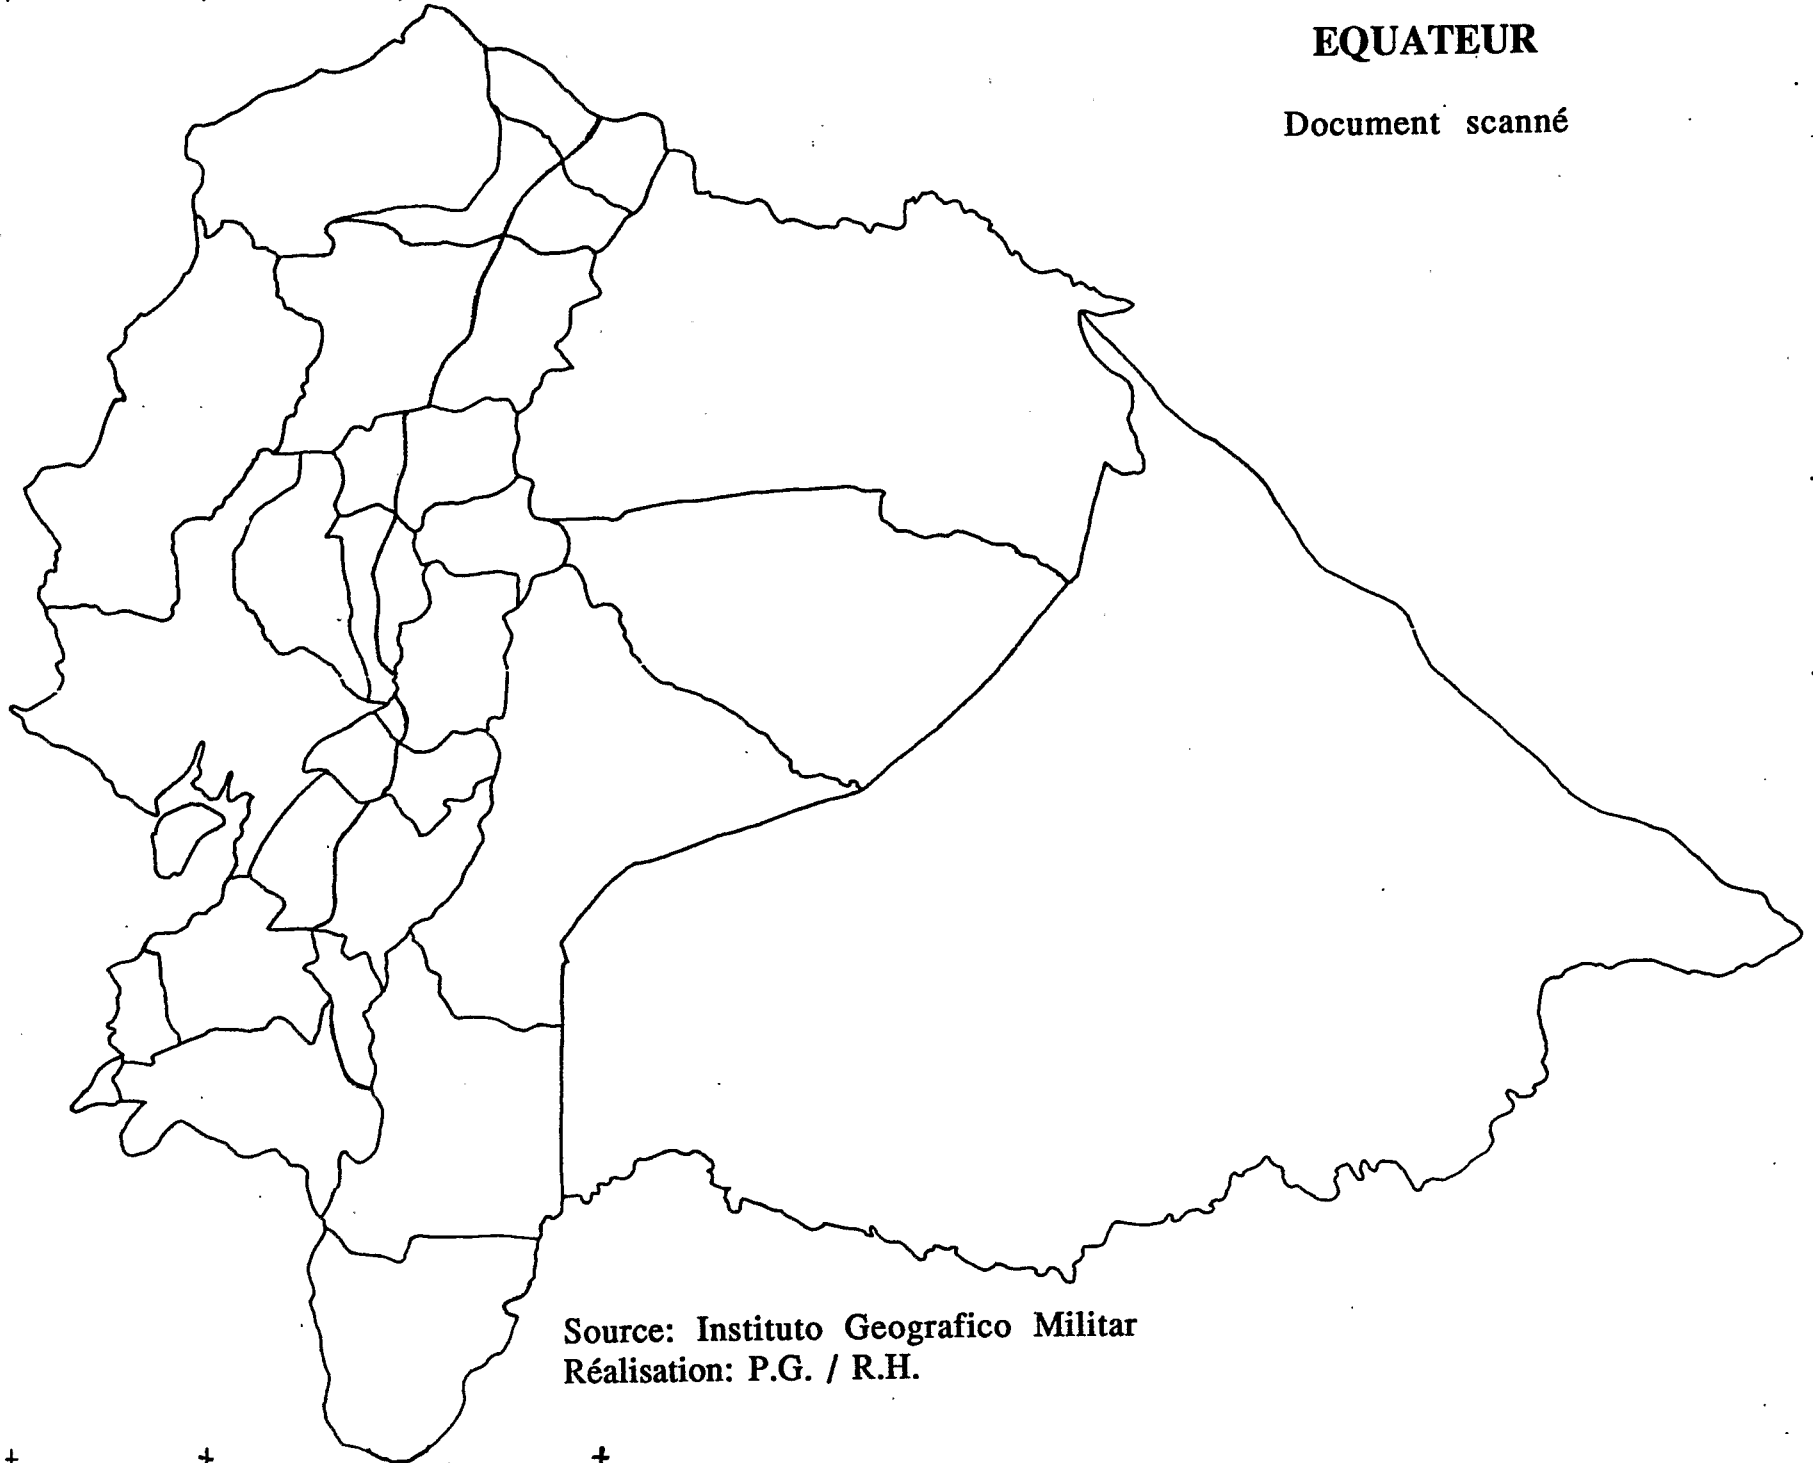 EQUATEUR
Document scanné
Source: Instituto Geografico Militar
Réalisation: P.G. / R.H.